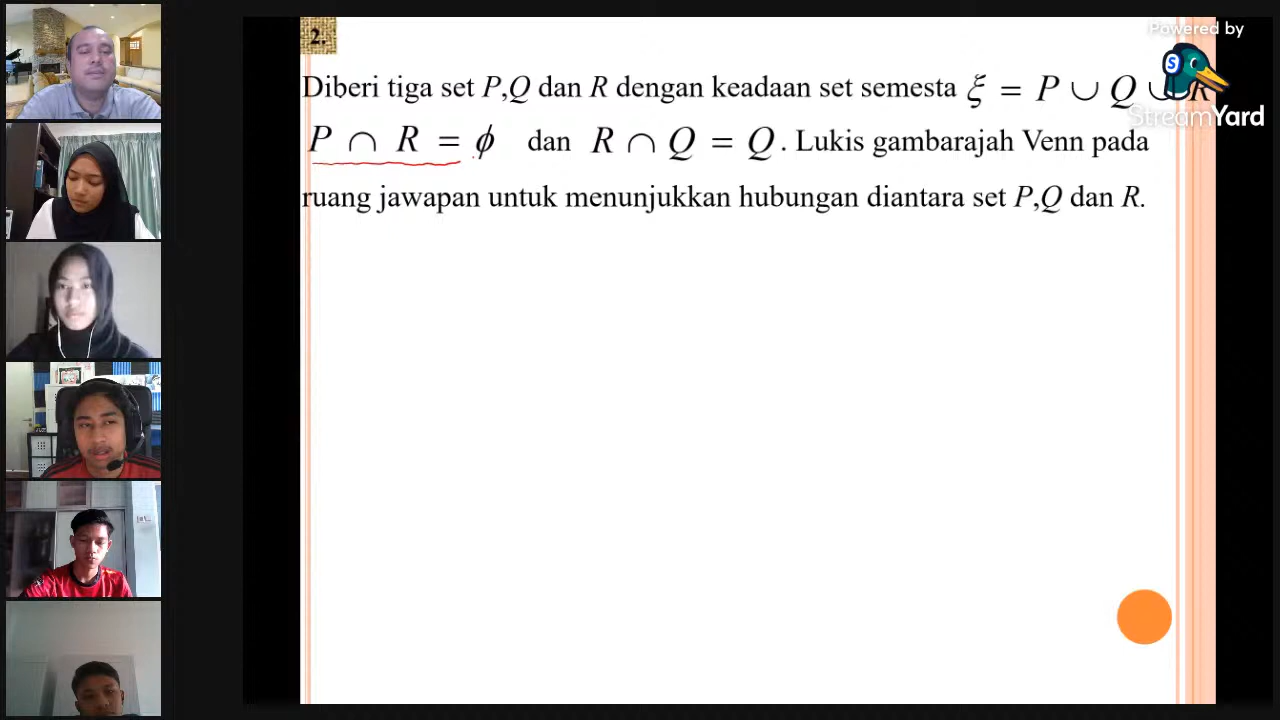 2.
Powered by
StreamYard
Diberi tiga set P,Q dan R dengan keadaan set semesta ξ = P ∪ Q ∪ R
P ∩ R = ϕ dan R ∩ Q = Q. Lukis gambarajah Venn pada
ruang jawapan untuk menunjukkan hubungan diantara set P,Q dan R.